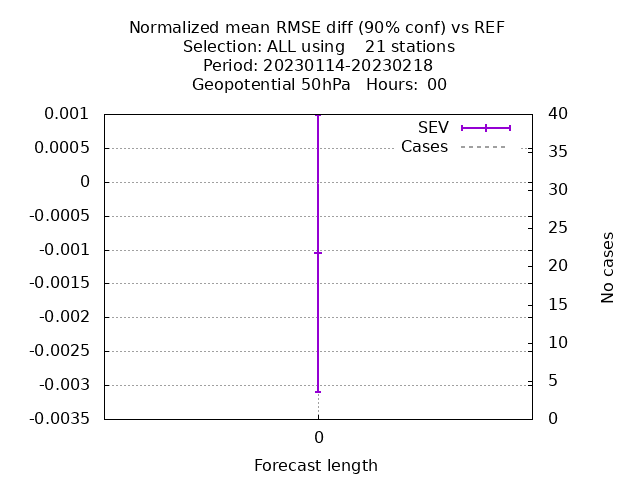 Normalized mean RMSE diff (90% conf) vs REF
Selection: ALL using    21 stations
Period: 20230114-20230218
Geopotential 50hPa   Hours:  00
0.001
0.0005
0
-0.0005
-0.001
-0.0015
-0.002
-0.0025
-0.003
-0.0035
SEV
Cases
40
35
30
25
20
15
10
5
0
No cases
0
Forecast length